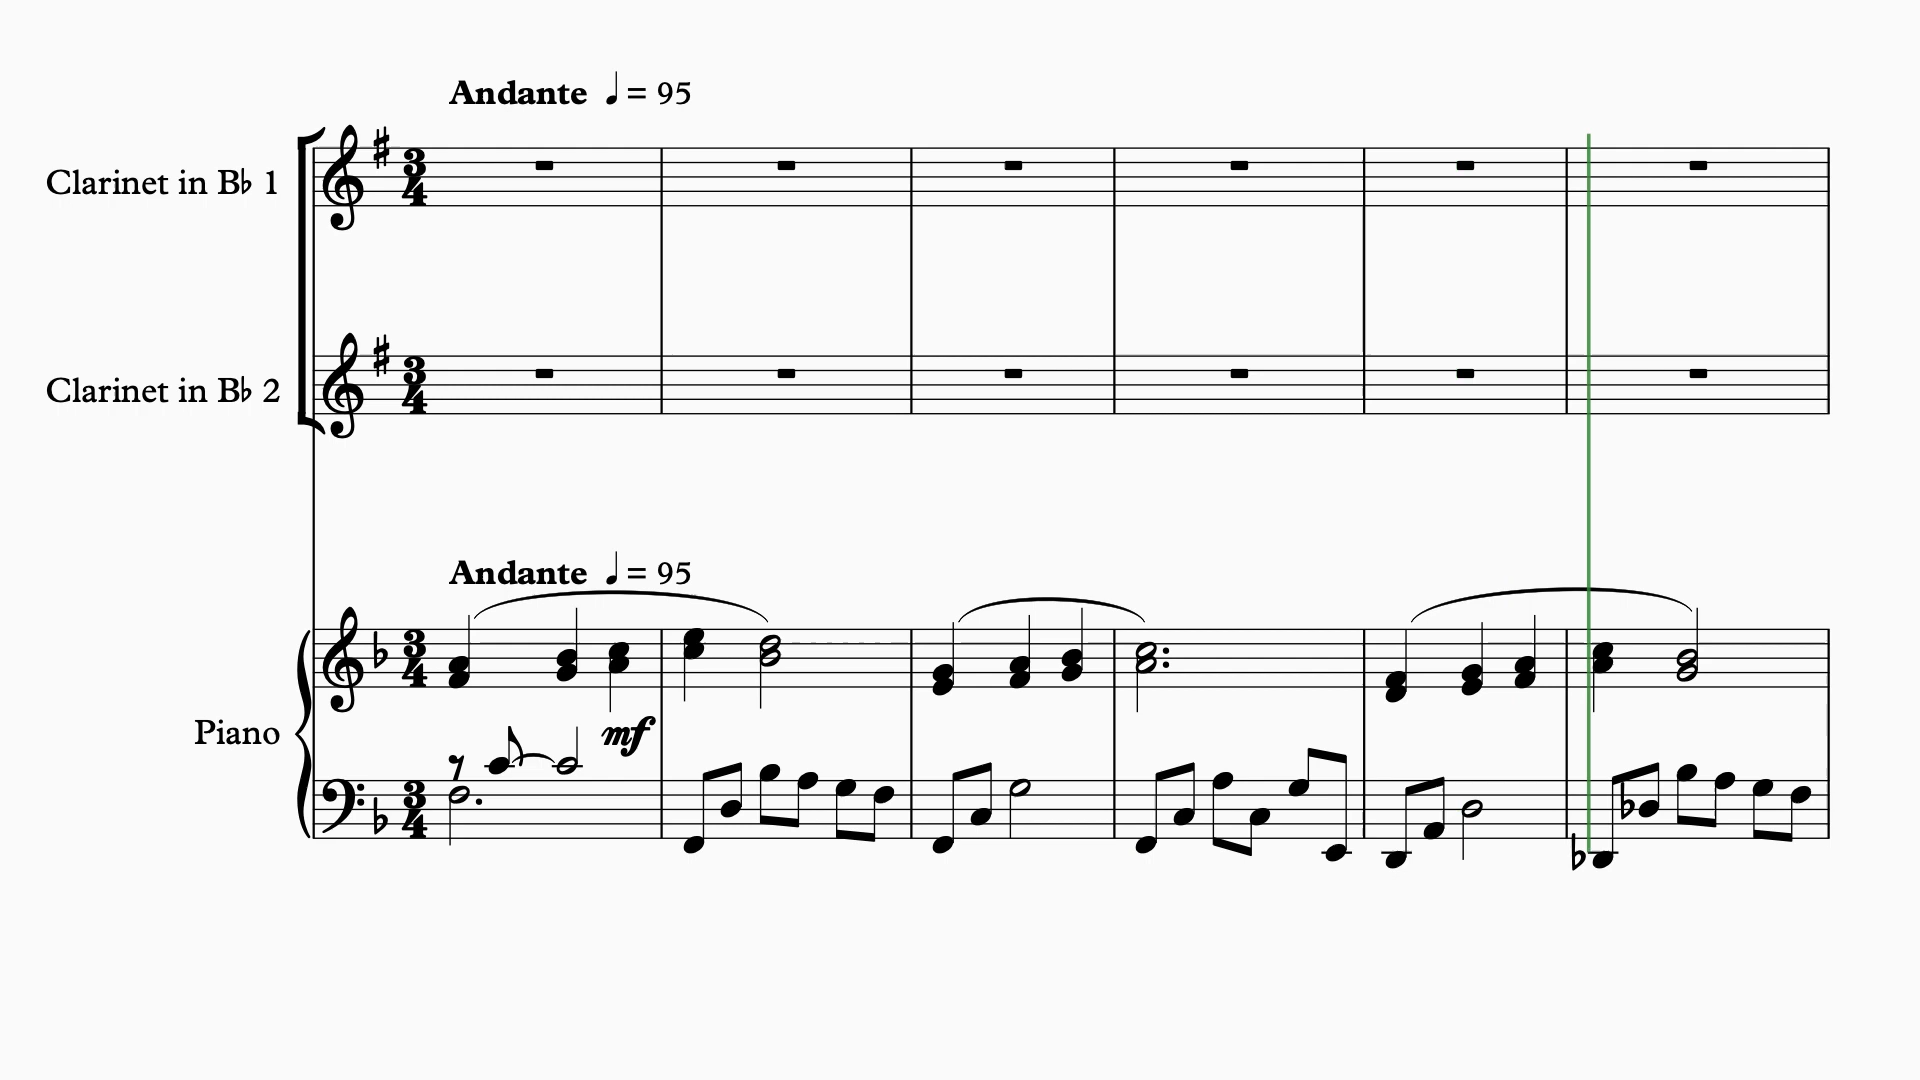 Andante ♩= 95
Clarinet in B♭ 1
Clarinet in B♭ 2
Andante ♩= 95
Piano
mf